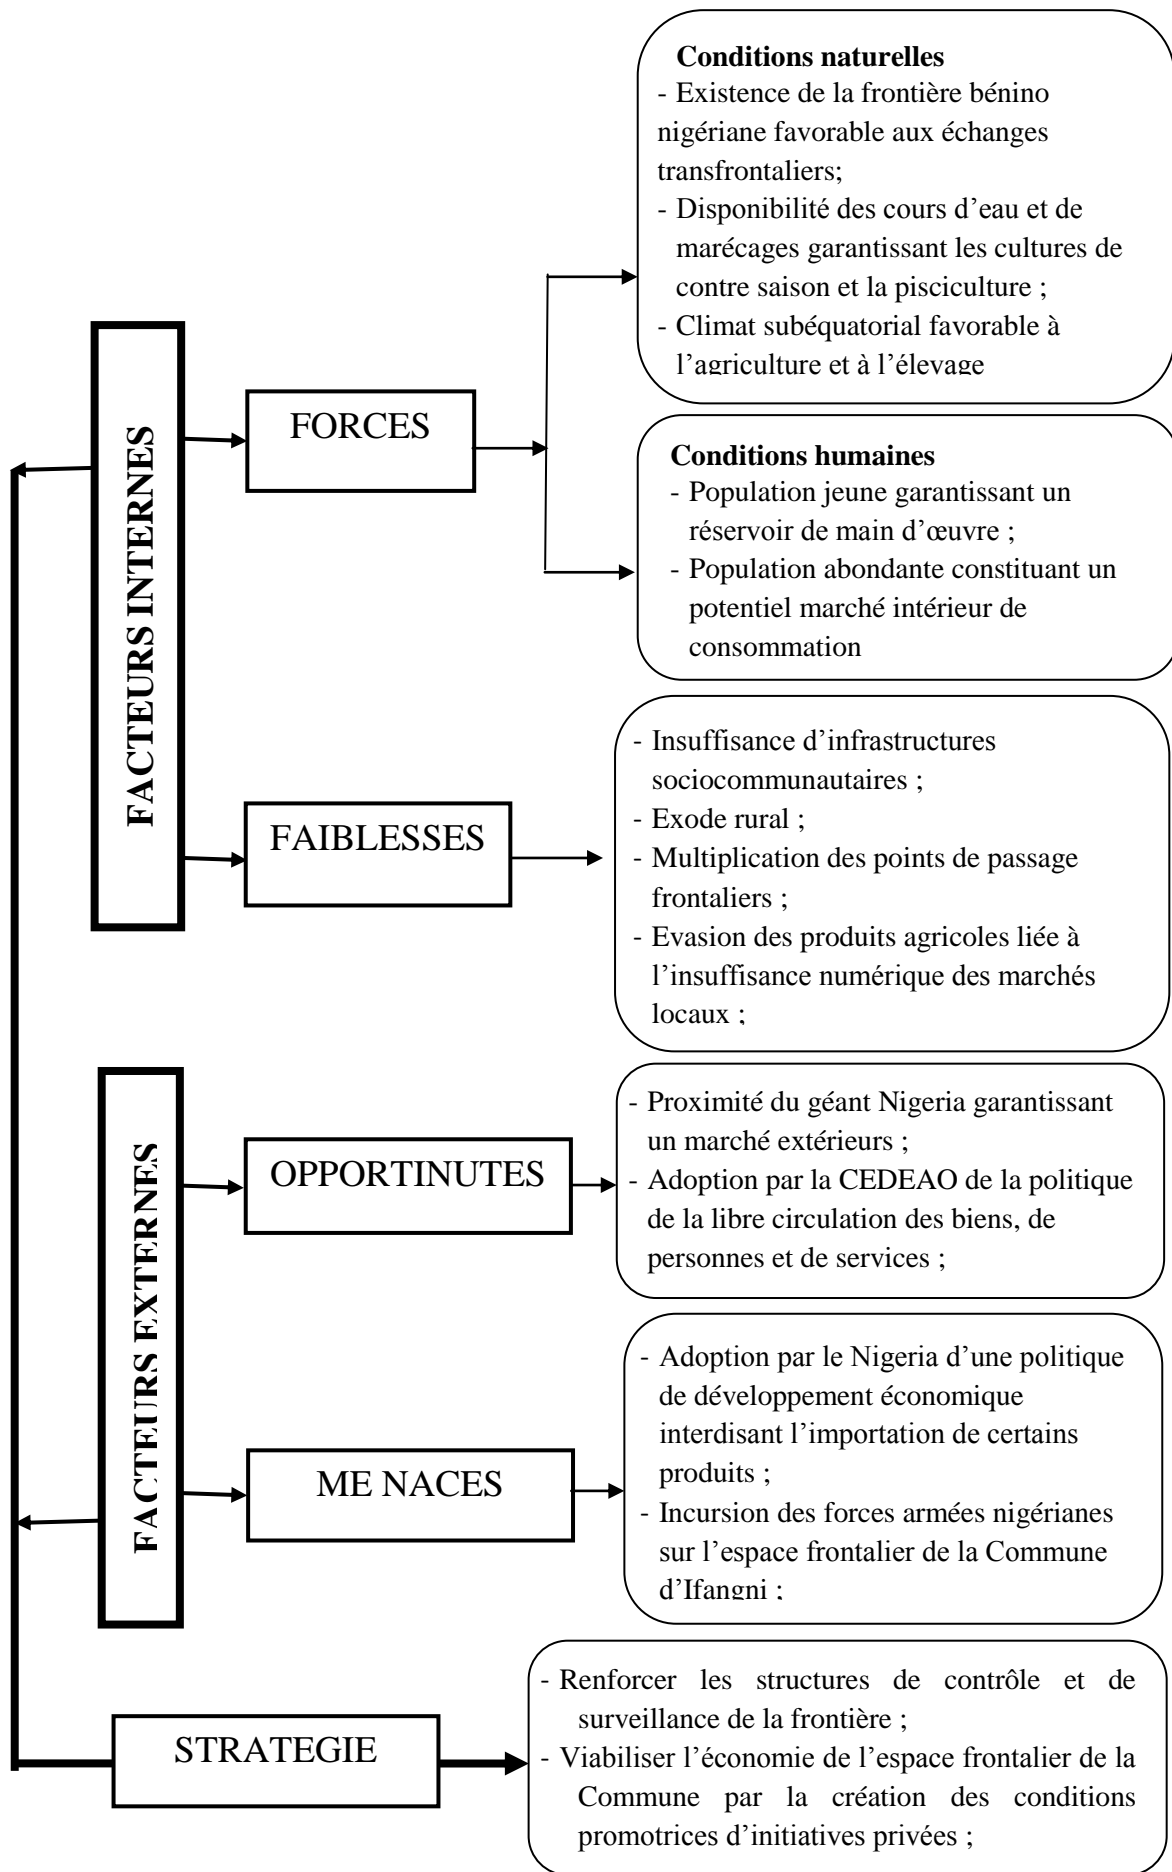 Conditions naturelles
- Existence de la frontière bénino
nigériane favorable aux échanges
transfrontaliers;
- Disponibilité des cours d’eau et de
marécages garantissant les cultures de
contre saison et la pisciculture ;
- Climat subéquatorial favorable à
l’agriculture et à l’élevage
FACTEURS INTERNES
FORCES
Conditions humaines
- Population jeune garantissant un
réservoir de main d’œuvre ;
- Population abondante constituant un
potentiel marché intérieur de
consommation
FAIBLESSES
- Insuffisance d’infrastructures
sociocommunautaires ;
- Exode rural ;
- Multiplication des points de passage
frontaliers ;
- Evasion des produits agricoles liée à
l’insuffisance numérique des marchés
locaux ;
FACTEURS EXTERNES
OPPORTINUTES
- Proximité du géant Nigeria garantissant
un marché extérieurs ;
- Adoption par la CEDEAO de la politique
de la libre circulation des biens, de
personnes et de services ;
ME NACES
- Adoption par le Nigeria d’une politique
de développement économique
interdisant l’importation de certains
produits ;
- Incursion des forces armées nigérianes
sur l’espace frontalier de la Commune
d’Ifangni ;
STRATEGIE
- Renforcer les structures de contrôle et de
surveillance de la frontière ;
- Viabiliser l’économie de l’espace frontalier de la
Commune par la création des conditions
promotrices d’initiatives privées ;